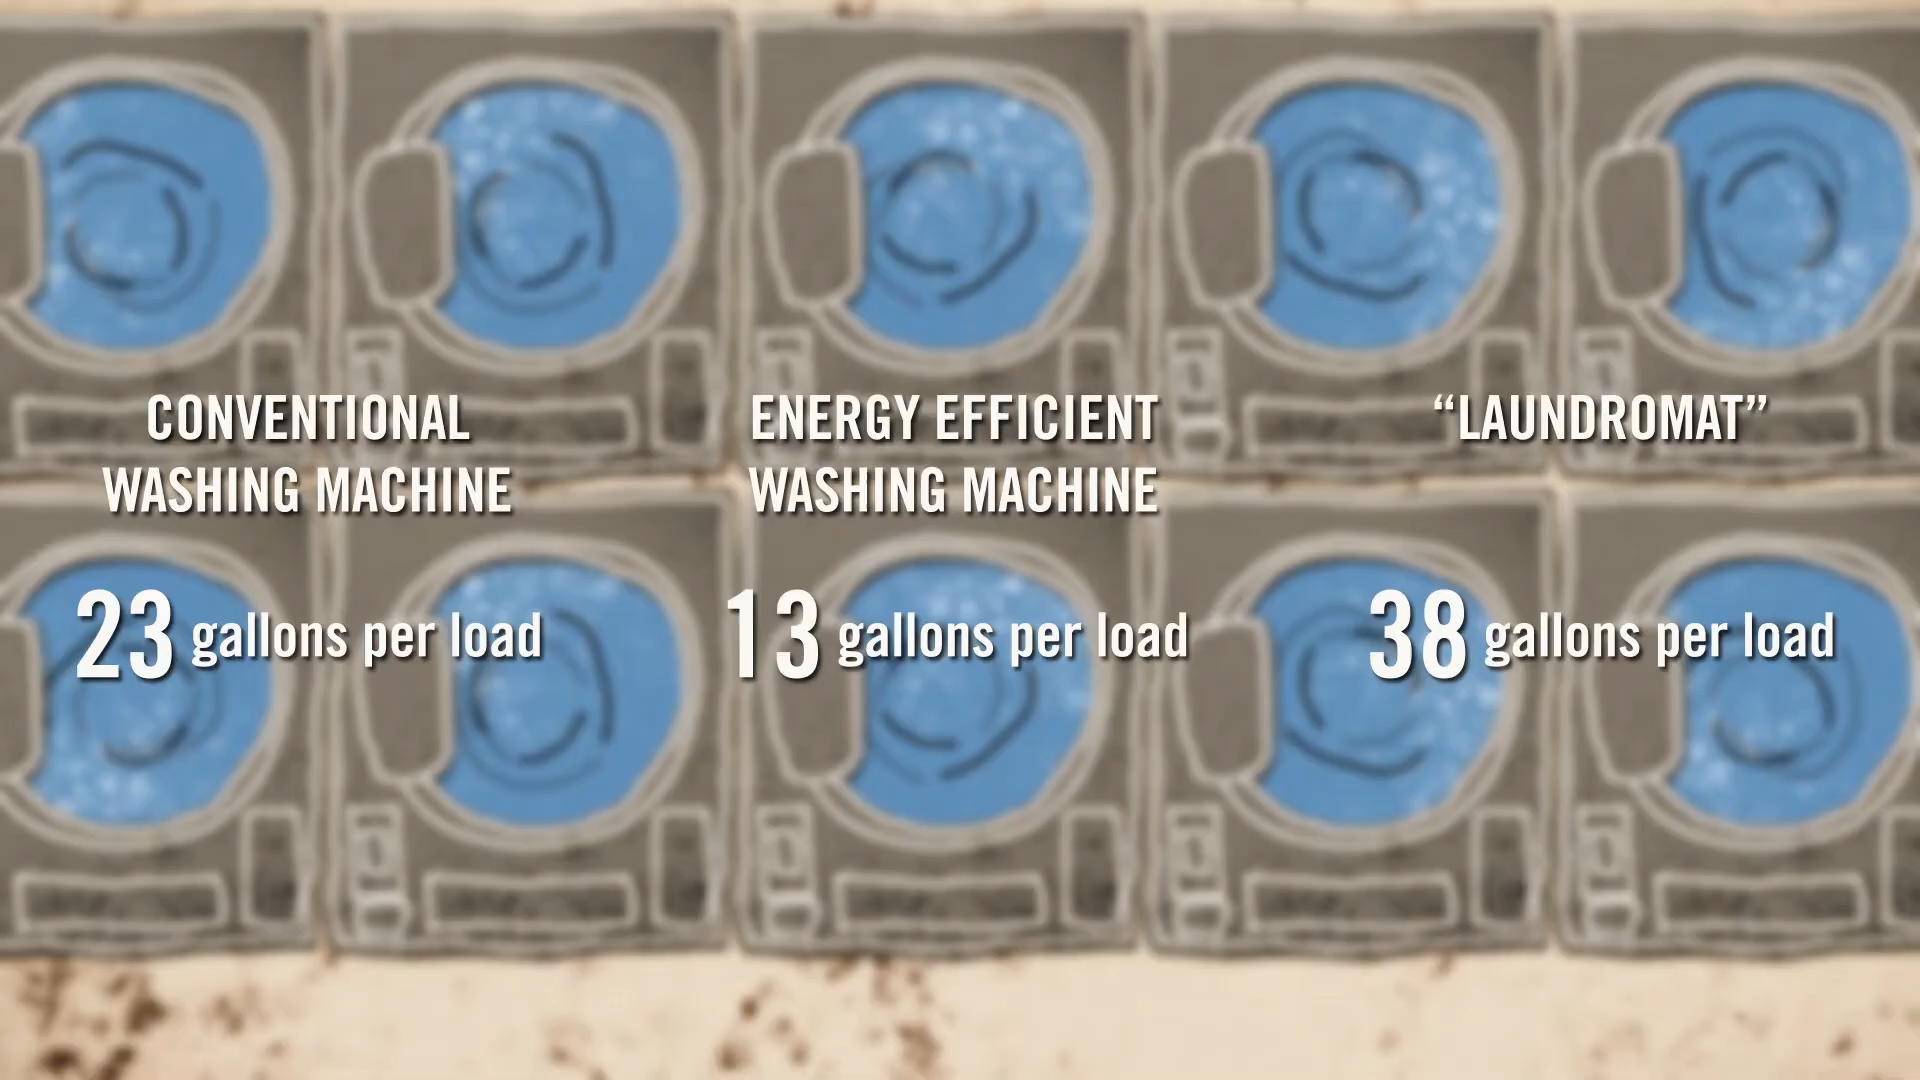 CONVENTIONAL
WASHING MACHINE
23 gallons per load
ENERGY EFFICIENT
WASHING MACHINE
13 gallons per load
“LAUNDROMAT”
38 gallons per load